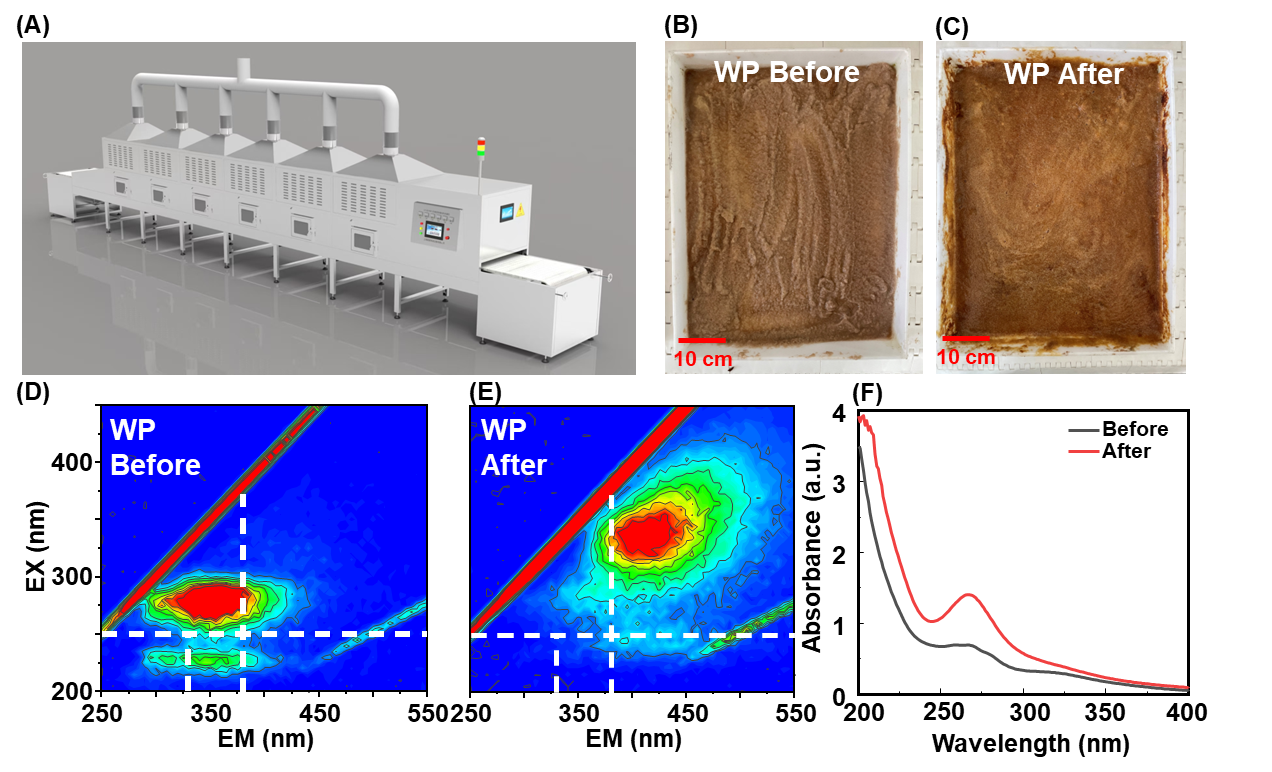 (A)
(B)
(C)
WP Before
WP After
10 cm
10 cm
(D)
(E)
(F)
WP
Before
WP
After
EX (nm)
400
300
200
250
350
450
550
EM (nm)
250
350
450
550
EM (nm)
Absorbance (a.u.)
4
3
2
1
0
Before
After
200
250
300
350
400
Wavelength (nm)